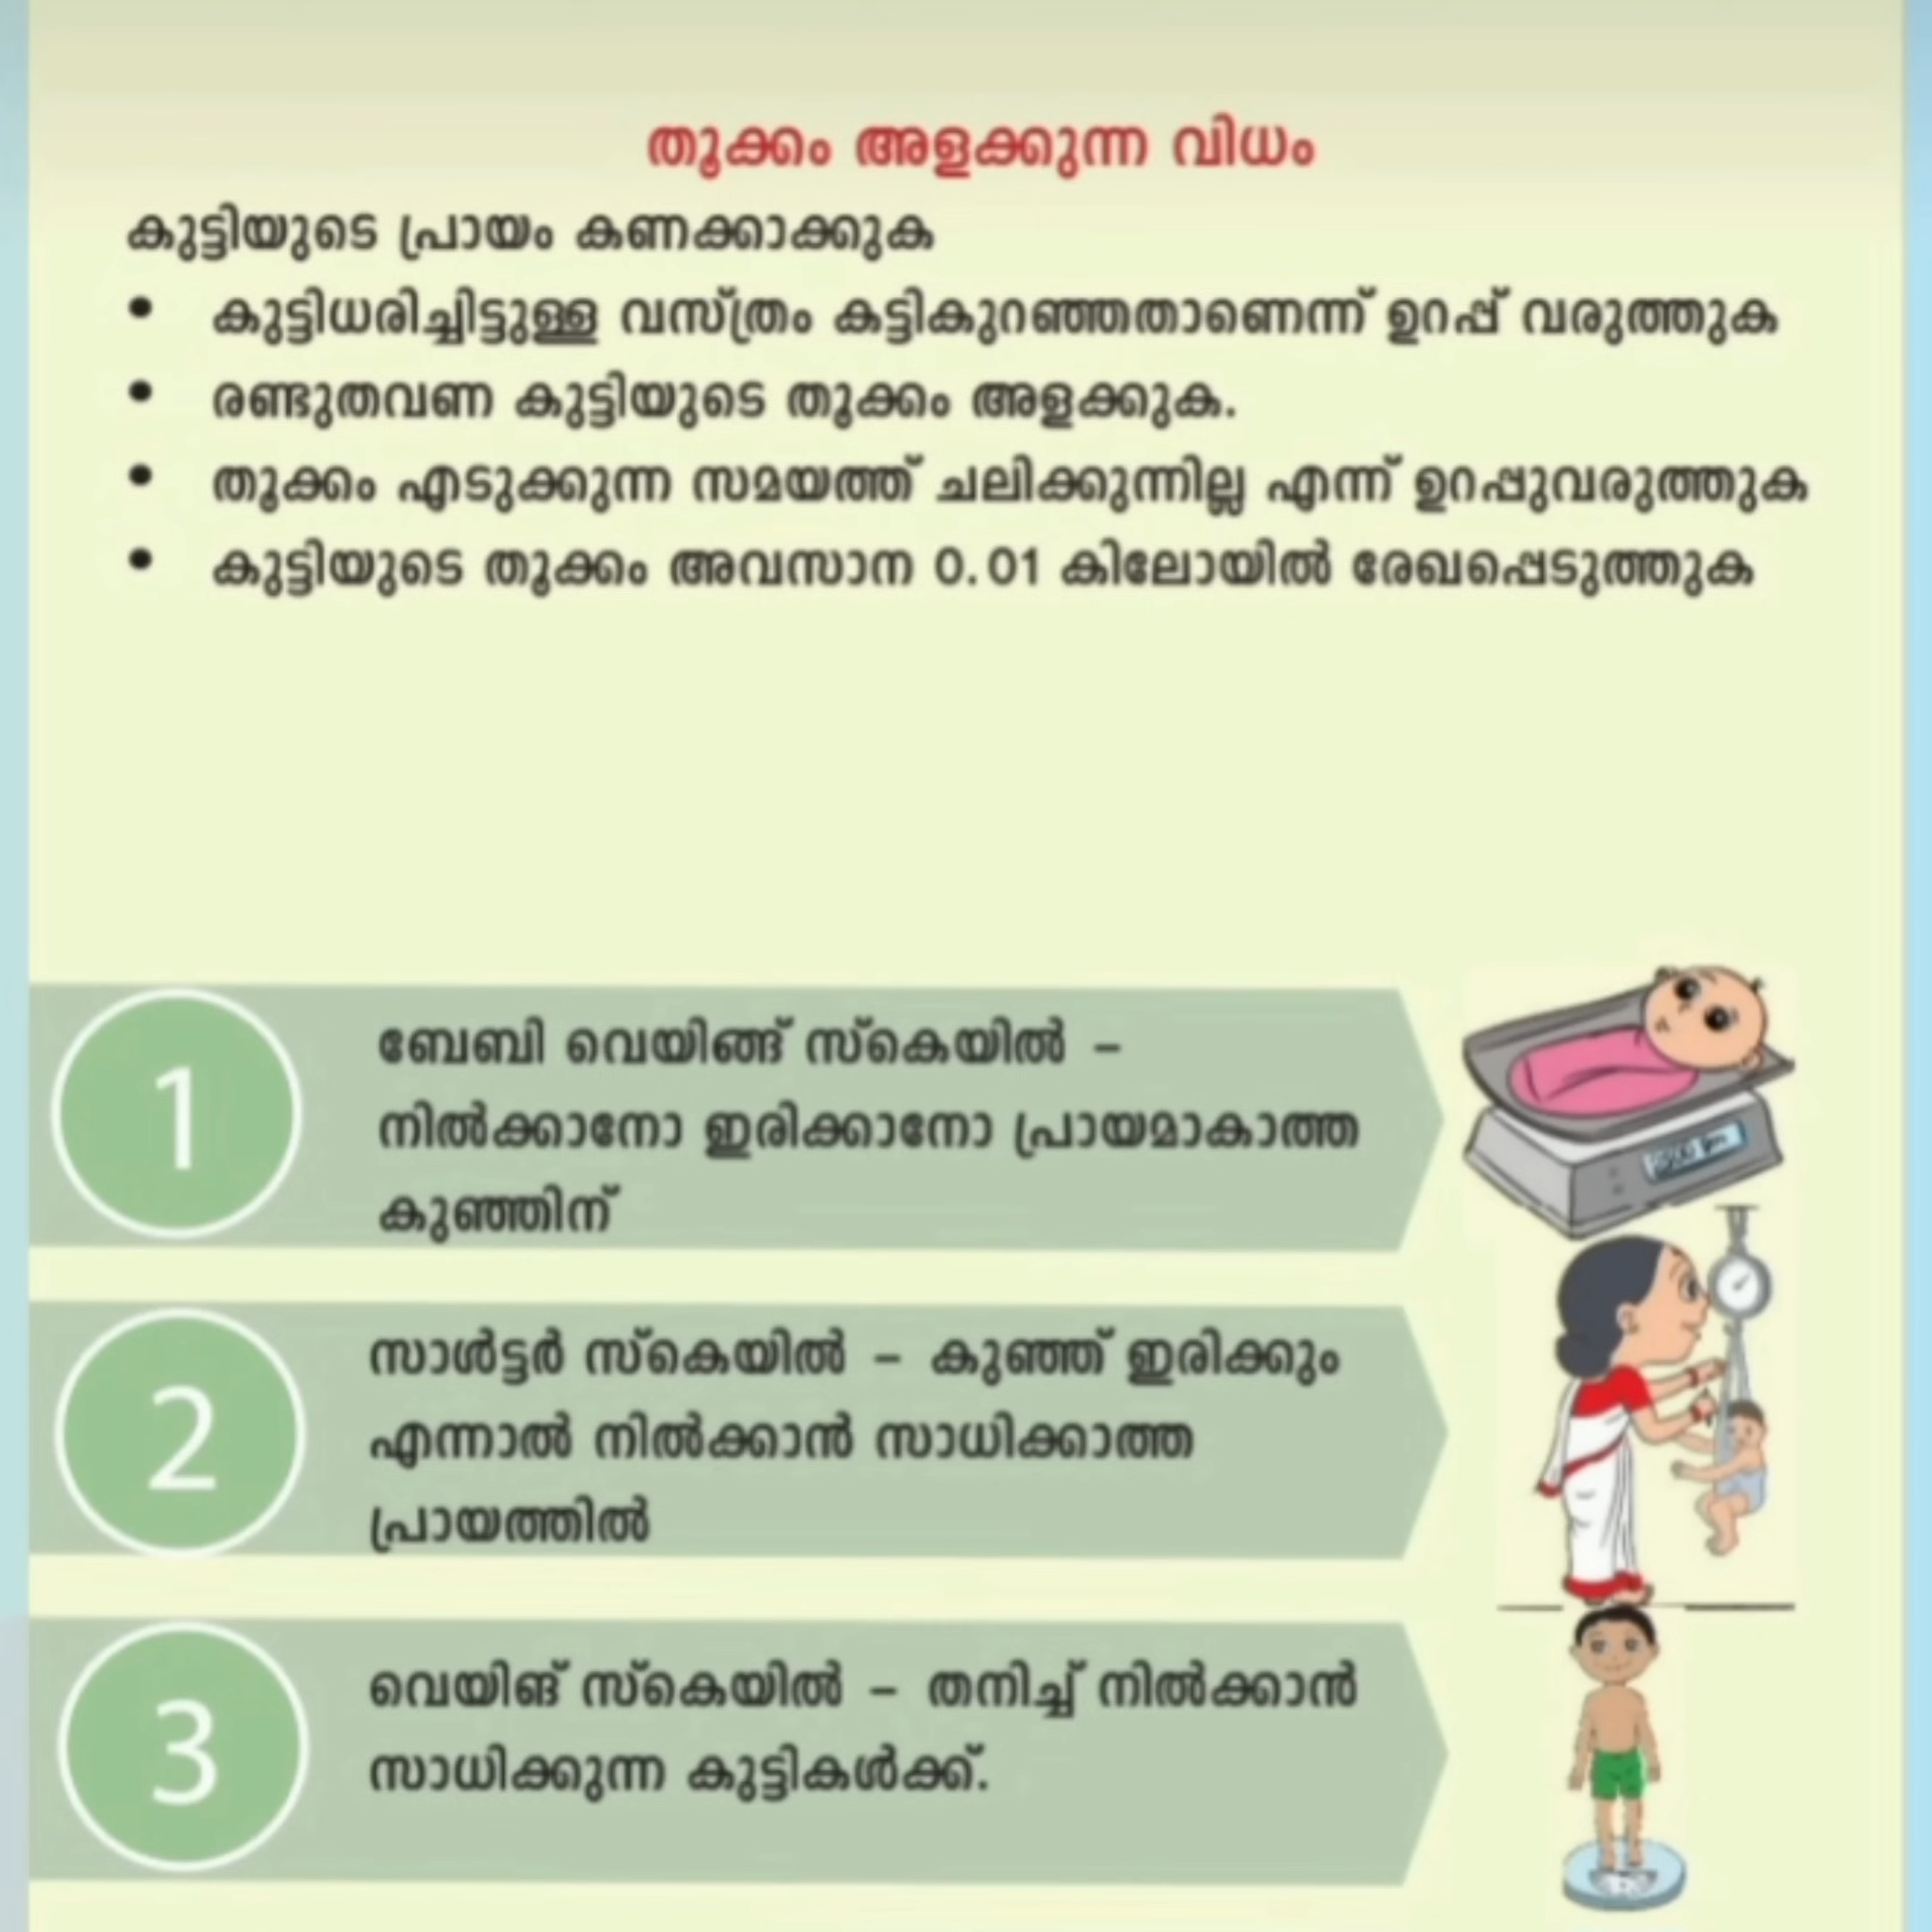 തൂക്കം അളക്കുന്ന വിധം
കുട്ടിയുടെ പ്രായം കണക്കാക്കുക
• കുട്ടിധരിച്ചിട്ടുള്ള വസ്ത്രം കട്ടികുറഞ്ഞതാണെന്ന് ഉറപ്പ് വരുത്തുക
• രണ്ടുതവണ കുട്ടിയുടെ തൂക്കം അളക്കുക.
• തൂക്കം എടുക്കുന്ന സമയത്ത് ചലിക്കുന്നില്ല എന്ന് ഉറപ്പുവരുത്തുക
• കുട്ടിയുടെ തൂക്കം അവസാന 0.01 കിലോയിൽ രേഖപ്പെടുത്തുക
1
ബേബി വെയിങ്ങ് സ്കെയിൽ –
നിൽക്കാനോ ഇരിക്കാനോ പ്രായമാകാത്ത
കുഞ്ഞിന്
2
സാൾട്ടർ സ്കെയിൽ – കുഞ്ഞ് ഇരിക്കും
എന്നാൽ നിൽക്കാൻ സാധിക്കാത്ത
പ്രായത്തിൽ
3
വെയിങ് സ്കെയിൽ – തനിച്ച് നിൽക്കാൻ
സാധിക്കുന്ന കുട്ടികൾക്ക്.